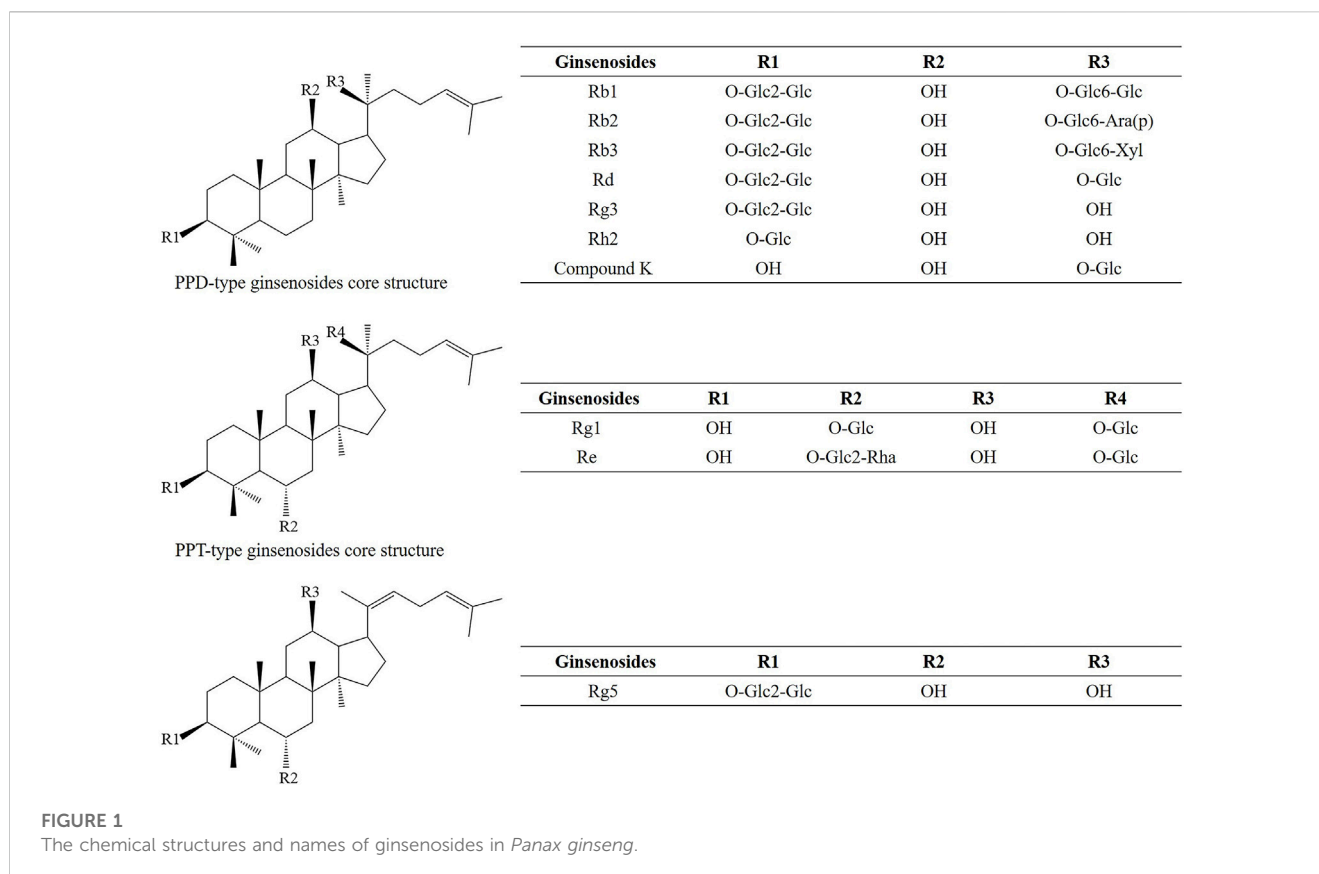 R3
R2
R1
PPD-type ginsenosides core structure
Ginsenosides R1 R2 R3
Rb1 O-Glc2-Glc OH O-Glc6-Glc
Rb2 O-Glc2-Glc OH O-Glc6-Ara(p)
Rb3 O-Glc2-Glc OH O-Glc6-Xyl
Rd O-Glc2-Glc OH O-Glc
Rg3 O-Glc2-Glc OH OH
Rh2 O-Glc OH OH
Compound K OH OH O-Glc
R3 R4
R1
R2
PPT-type ginsenosides core structure
Ginsenosides R1 R2 R3 R4
Rg1 OH O-Glc OH O-Glc
Re OH O-Glc2-Rha OH O-Glc
R3
R1
R2
Ginsenosides R1 R2 R3
Rg5 O-Glc2-Glc OH OH
FIGURE 1
The chemical structures and names of ginsenosides in Panax ginseng.